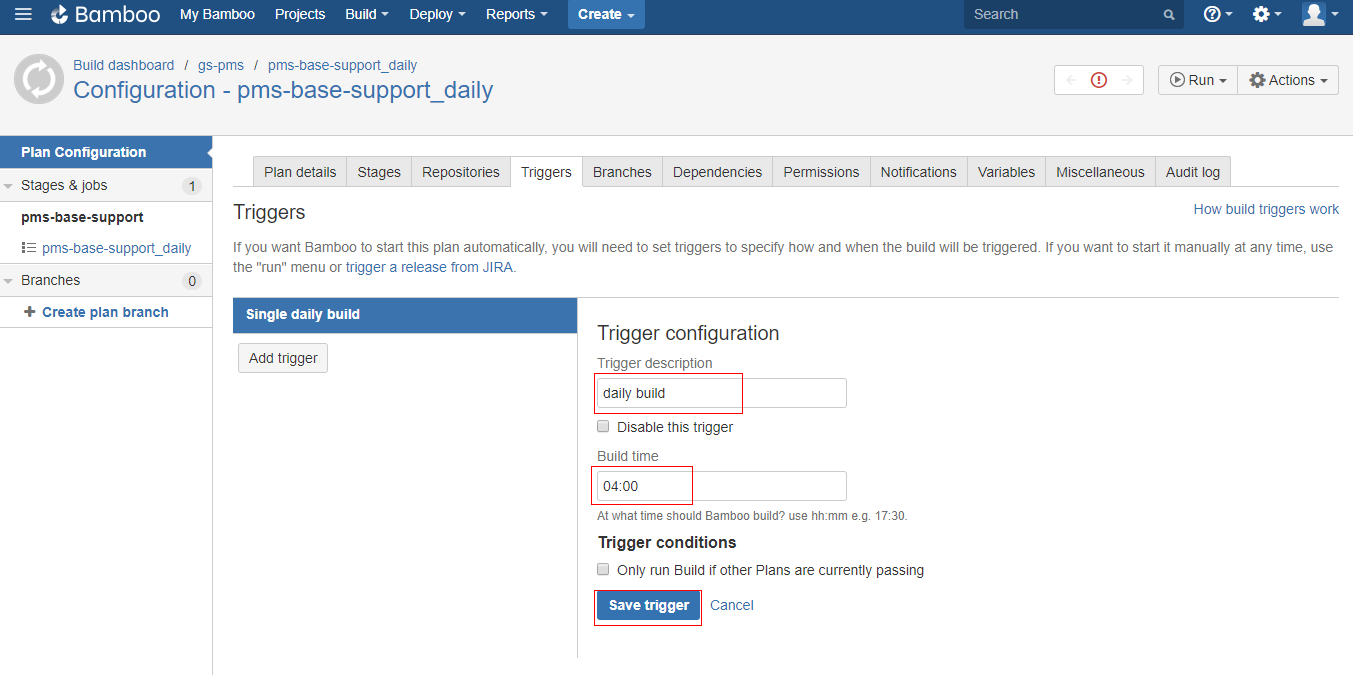 Bamboo My Bamboo Projects Build Deploy Reports Create Search
Build dashboard / gs-pms / pms-base-support_daily
Configuration - pms-base-support_daily
Run Actions
Plan Configuration
Stages & jobs 1
pms-base-support
pms-base-support_daily
Branches 0
Create plan branch
Plan details Stages Repositories Triggers Branches Dependencies Permissions Notifications Variables Miscellaneous Audit log
Triggers
How build triggers work
If you want Bamboo to start this plan automatically, you will need to set triggers to specify how and when the build will be triggered. If you want to start it manually at any time, use
the "run" menu or trigger a release from JIRA.
Single daily build
Add trigger
Trigger configuration
Trigger description
daily build
Disable this trigger
Build time
04:00
At what time should Bamboo build? use hh:mm e.g. 17:30.
Trigger conditions
Only run Build if other Plans are currently passing
Save trigger Cancel